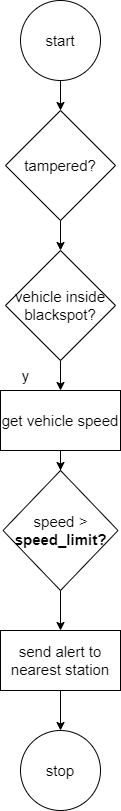 start
tampered?
vehicle inside
blackspot?
y
get vehicle speed
speed >
speed_limit?
send alert to
nearest station
stop